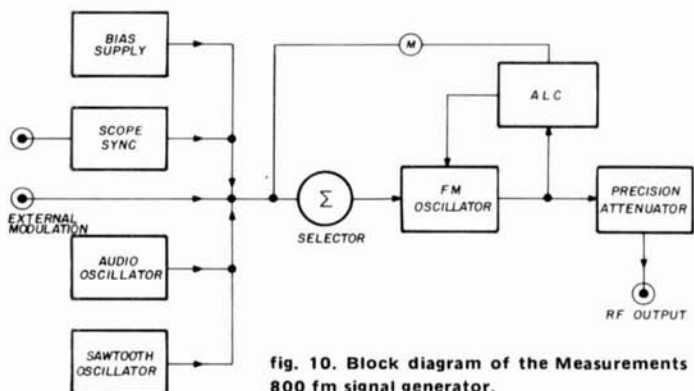 BIAS
SUPPLY
M
ALC
SCOPE
SYNC
EXTERNAL
MODULATION
Σ
SELECTOR
FM
OSCILLATOR
PRECISION
ATTENUATOR
AUDIO
OSCILLATOR
RF OUTPUT
SAWTOOTH
OSCILLATOR
fig. 10. Block diagram of the Measurements
800 fm signal generator.